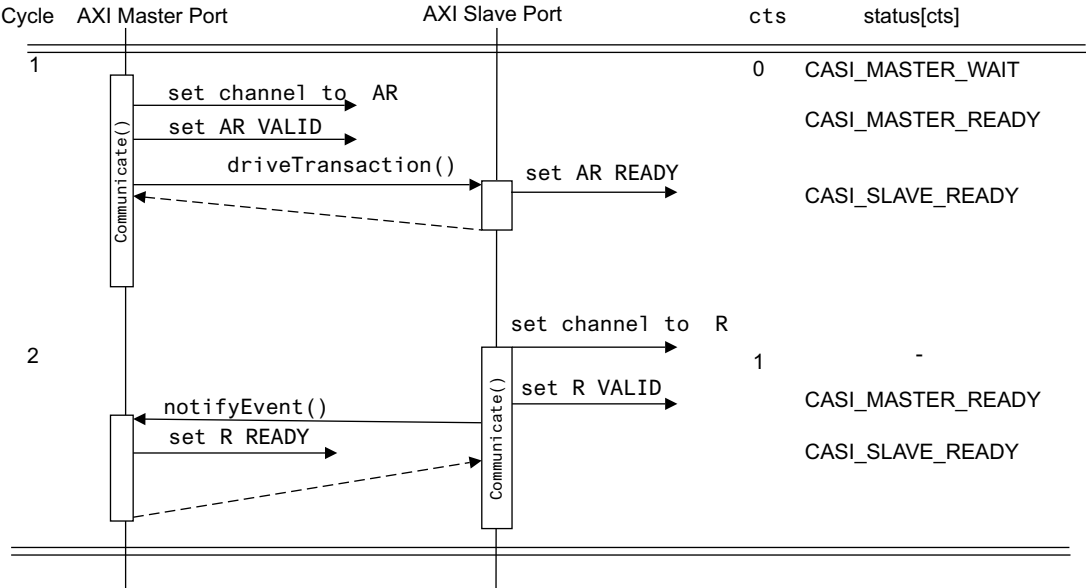 Cycle AXI Master Port AXI Slave Port cts status[cts]
1 0 CASI_MASTER_WAIT
set channel to AR
CASI_MASTER_READY
set AR VALID
driveTransaction()
set AR READY
CASI_SLAVE_READY
Communicate()
set channel to R
2 1 -
set R VALID
CASI_MASTER_READY
notifyEvent()
set R READY
CASI_SLAVE_READY
Communicate()